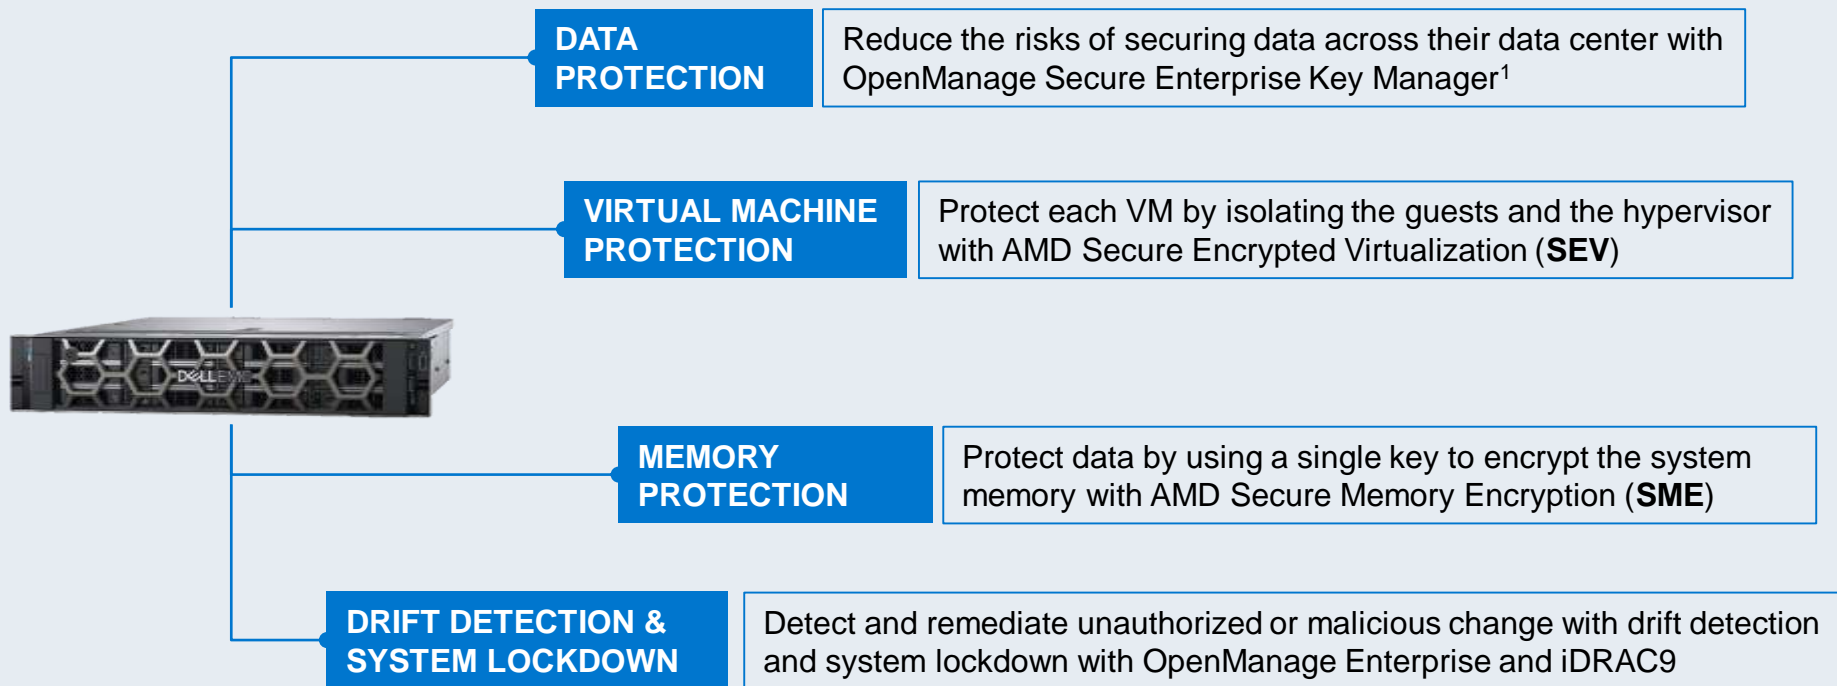 DATA
PROTECTION
Reduce the risks of securing data across their data center with
OpenManage Secure Enterprise Key Manager¹
VIRTUAL MACHINE
PROTECTION
Protect each VM by isolating the guests and the hypervisor
with AMD Secure Encrypted Virtualization (SEV)
DELLEMC
MEMORY
PROTECTION
Protect data by using a single key to encrypt the system
memory with AMD Secure Memory Encryption (SME)
DRIFT DETECTION &
SYSTEM LOCKDOWN
Detect and remediate unauthorized or malicious change with drift detection
and system lockdown with OpenManage Enterprise and iDRAC9